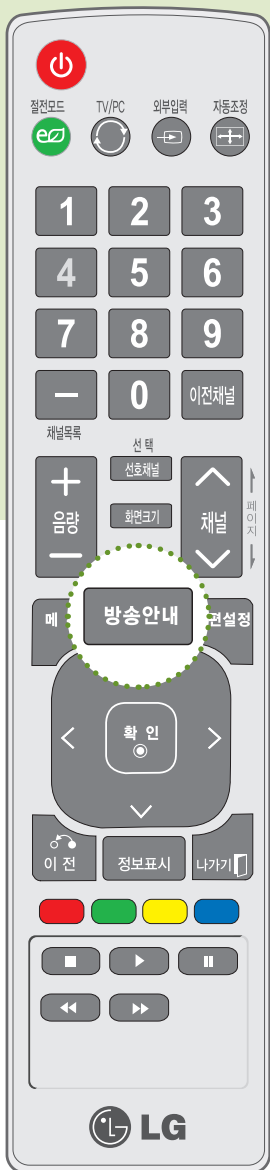 절전모드 TV/PC 외부입력 자동조정
1 2 3
4 5 6
7 8 9
- 0 이전채널
채널목록
선 택
선호채널
+
음량
-
화면크기
채널
페이지
메
방송안내
편설정
확 인
이 전
정보표시
나가기
LG